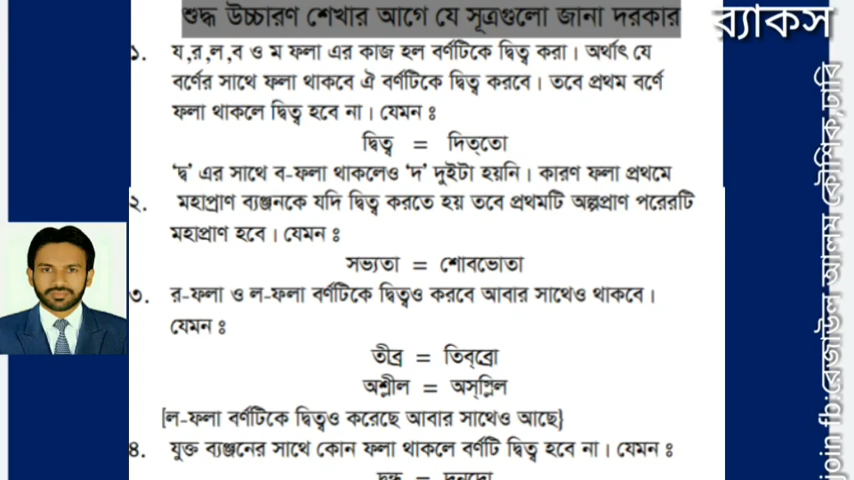 শুদ্ধ উচ্চারণ শেখার আগে যে সূত্রগুলো জানা দরকার
র‍্যাকস
১. য,র,ল,ব ও ম ফলা এর কাজ হল বর্ণটিকে দ্বিত্ব করা। অর্থাৎ যে
বর্ণের সাথে ফলা থাকবে ঐ বর্ণটিকে দ্বিত্ব করবে। তবে প্রথম বর্ণে
ফলা থাকলে দ্বিত্ব হবে না। যেমন ঃ
দ্বিত্ব = দিত্‌তো
‘দ্ব’ এর সাথে ব-ফলা থাকলেও ‘দ’ দুইটা হয়নি। কারণ ফলা প্রথমে
২. মহাপ্রাণ ব্যঞ্জনকে যদি দ্বিত্ব করতে হয় তবে প্রথমটি অল্পপ্রাণ পরেরটি
মহাপ্রাণ হবে। যেমন ঃ
সভ্যতা = শোবভোতা
৩. র-ফলা ও ল-ফলা বর্ণটিকে দ্বিত্বও করবে আবার সাথেও থাকবে।
যেমন ঃ
তীব্র = তিব্‌ব্রো
অশ্লীল = অস্‌স্লিল
{ল-ফলা বর্ণটিকে দ্বিত্বও করেছে আবার সাথেও আছে}
৪. যুক্ত ব্যঞ্জনের সাথে কোন ফলা থাকলে বর্ণটি দ্বিত্ব হবে না। যেমন ঃ
join fb:রেজাউল আলম কৌশিক,ঢাবি